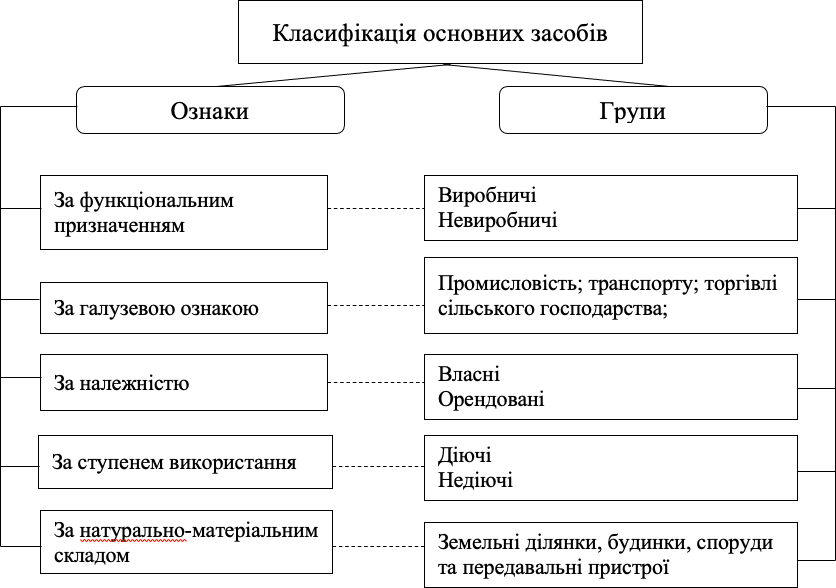 Класифікація основних засобів
Ознаки
Групи
За функціональним
призначенням
Виробничі
Невиробничі
За галузевою ознакою
Промисловість; транспорту; торгівлі
сільського господарства;
За належністю
Власні
Орендовані
За ступенем використання
Діючі
Недіючі
За натурально-матеріальним
складом
Земельні ділянки, будинки, споруди
та передавальні пристрої